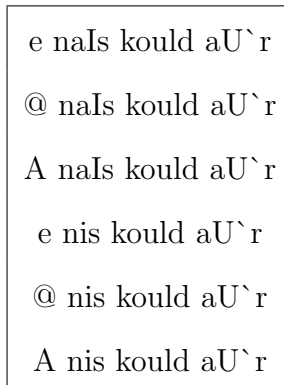 e naIs kould aU`r
@ naIs kould aU`r
A naIs kould aU`r
e nis kould aU`r
@ nis kould aU`r
A nis kould aU`r